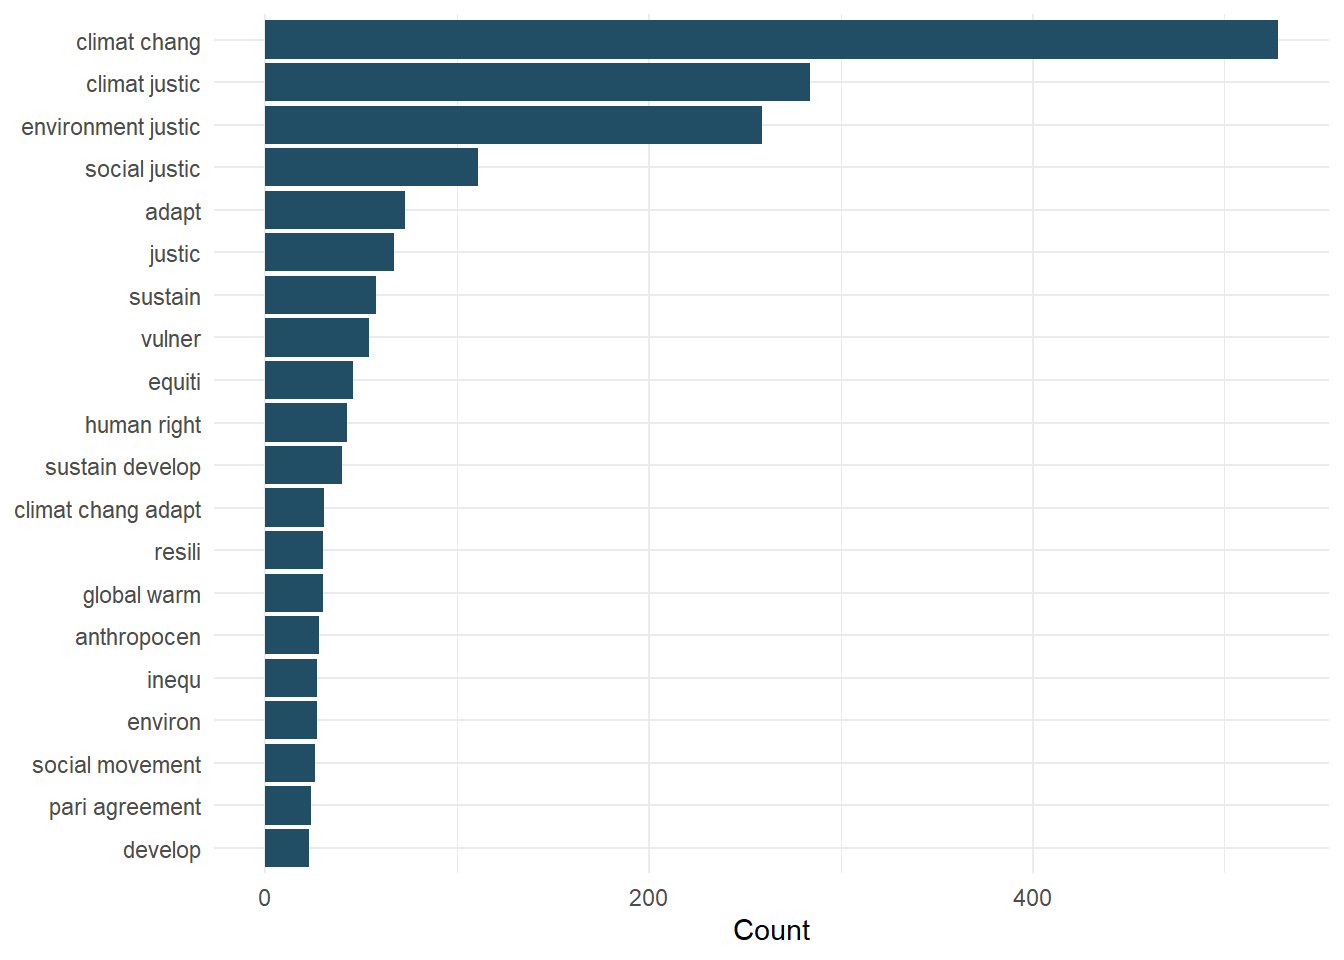 climat chang
climat justic
environment justic
social justic
adapt
justic
sustain
vulner
equiti
human right
sustain develop
climat chang adapt
resili
global warm
anthropocen
inequ
environ
social movement
pari agreement
develop
0 200 400
Count